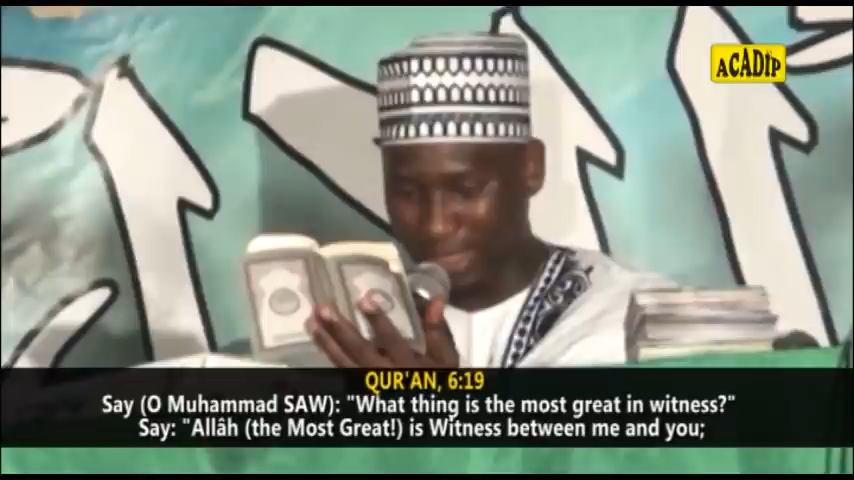 ACADIP
QUR'AN, 6:19
Say (O Muhammad SAW): "What thing is the most great in witness?"
Say: "Allâh (the Most Great!) is Witness between me and you;